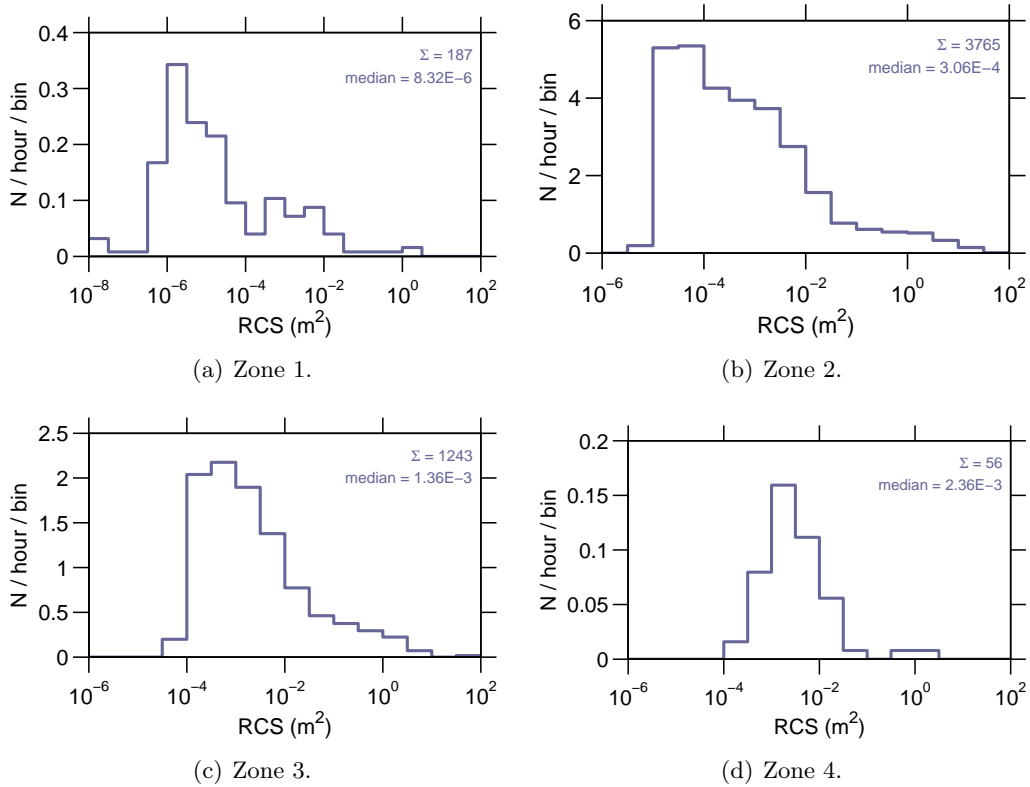 0.4
0.3
0.2
0.1
0
N / hour / bin
Σ = 187
median = 8.32E−6
10^−8
10^−6
10^−4
10^−2
10^0
10^2
RCS (m^2)
(a) Zone 1.
6
4
2
0
N / hour / bin
Σ = 3765
median = 3.06E−4
10^−6
10^−4
10^−2
10^0
10^2
RCS (m^2)
(b) Zone 2.
2.5
2
1.5
1
0.5
0
N / hour / bin
Σ = 1243
median = 1.36E−3
10^−6
10^−4
10^−2
10^0
10^2
RCS (m^2)
(c) Zone 3.
0.2
0.15
0.1
0.05
0
N / hour / bin
Σ = 56
median = 2.36E−3
10^−6
10^−4
10^−2
10^0
10^2
RCS (m^2)
(d) Zone 4.